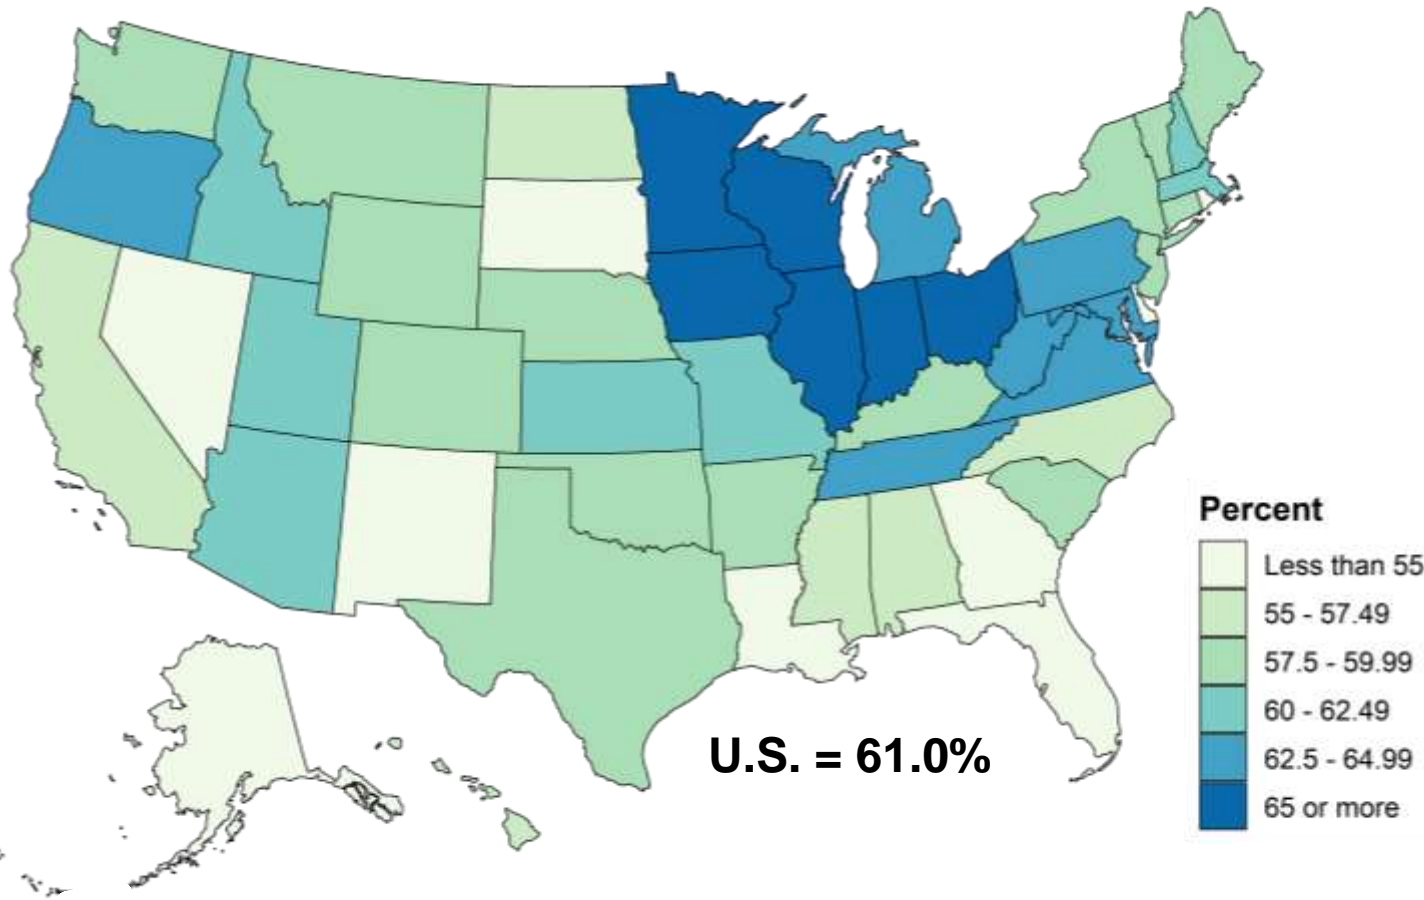 Percent
Less than 55
55 - 57.49
57.5 - 59.99
60 - 62.49
62.5 - 64.99
65 or more
U.S. = 61.0%